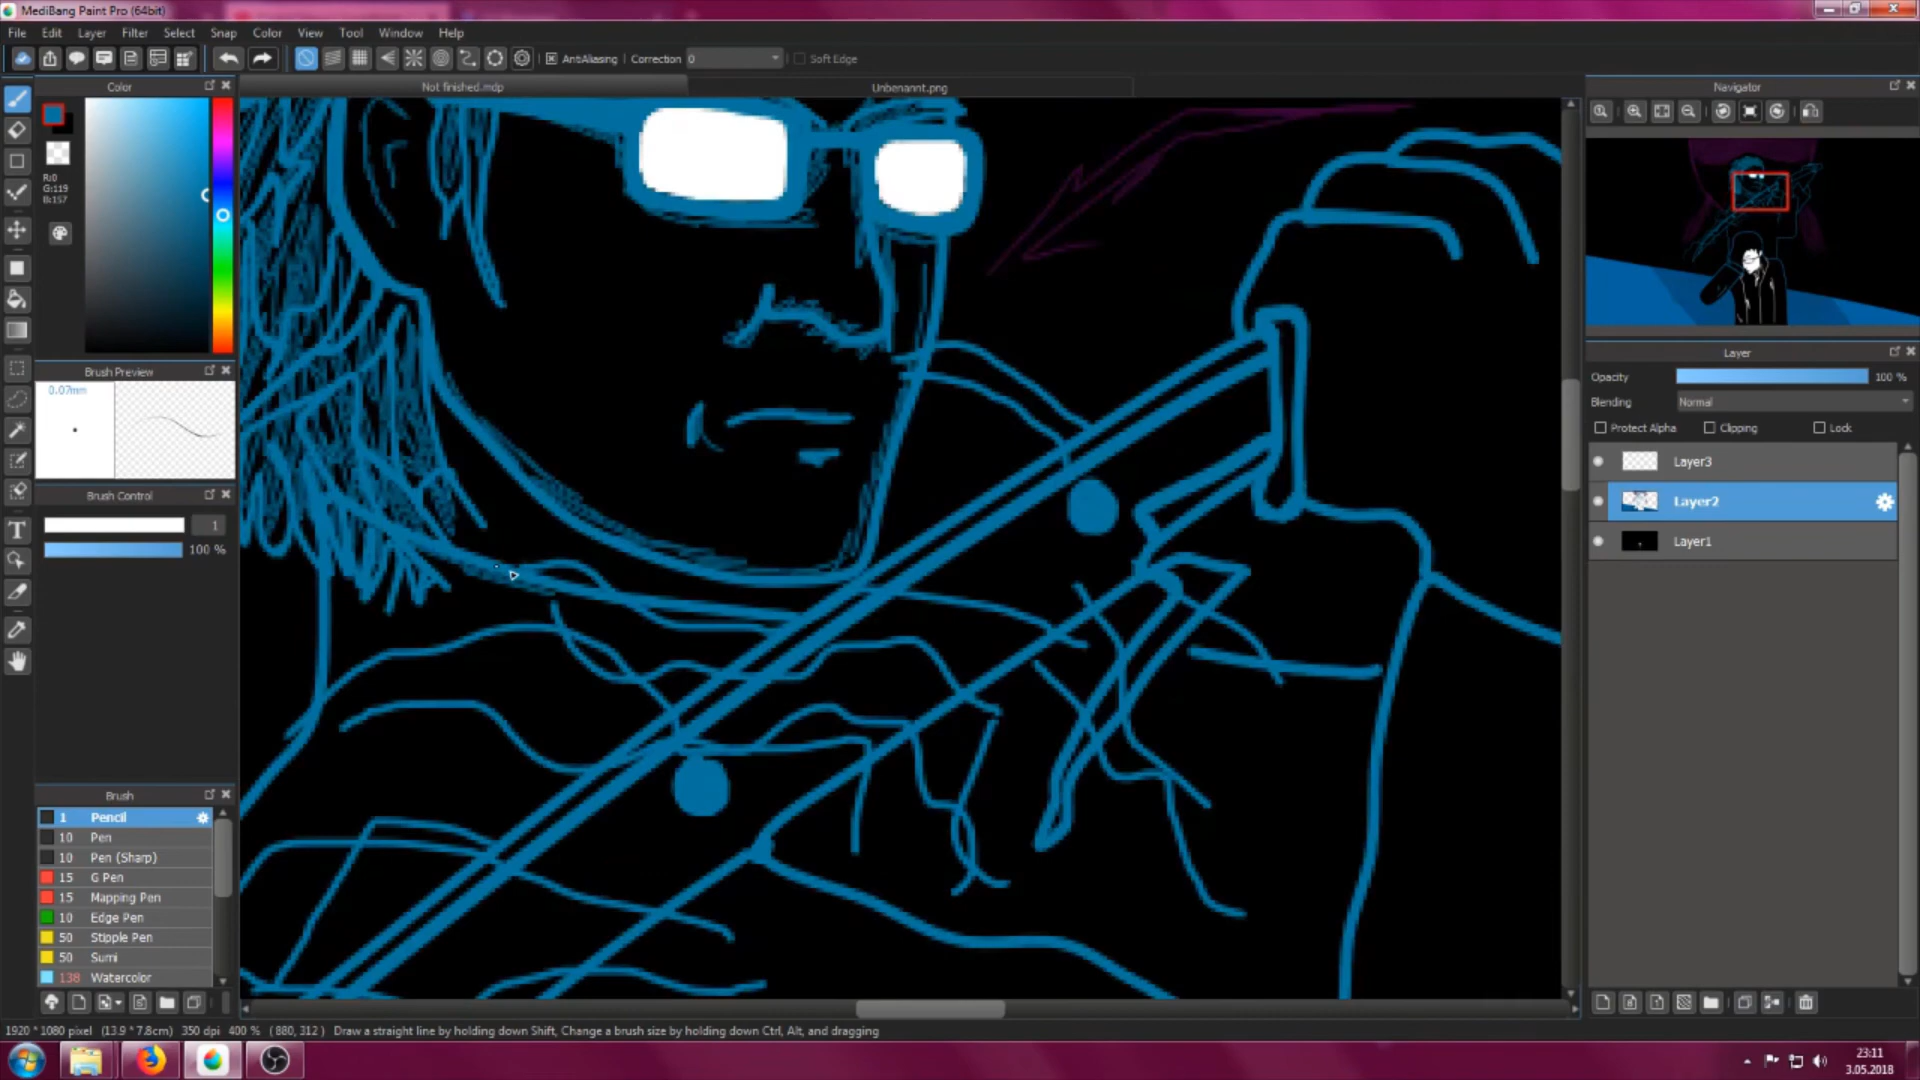 MediBang Paint Pro (64bit)
File Edit Layer Filter Select Snap Color View Tool Window Help
AntiAliasing Correction 0 Soft Edge
Color Not finished.mdp Unbenannt.png Navigator
R:0
G:119
B:157
Layer
Brush Preview
Opacity 100 %
0.07mm
Blending Normal
Protect Alpha Clipping Lock
Layer3
Brush Control
Layer2
1
Layer1
100 %
Brush
1 Pencil
10 Pen
10 Pen (Sharp)
15 G Pen
15 Mapping Pen
10 Edge Pen
50 Stipple Pen
50 Sumi
138 Watercolor
1920 * 1080 pixel (13.9 * 7.8cm) 350 dpi 400 % ( 880, 312 ) Draw a straight line by holding down Shift, Change a brush size by holding down Ctrl, Alt, and dragging
23:11
3.05.2018